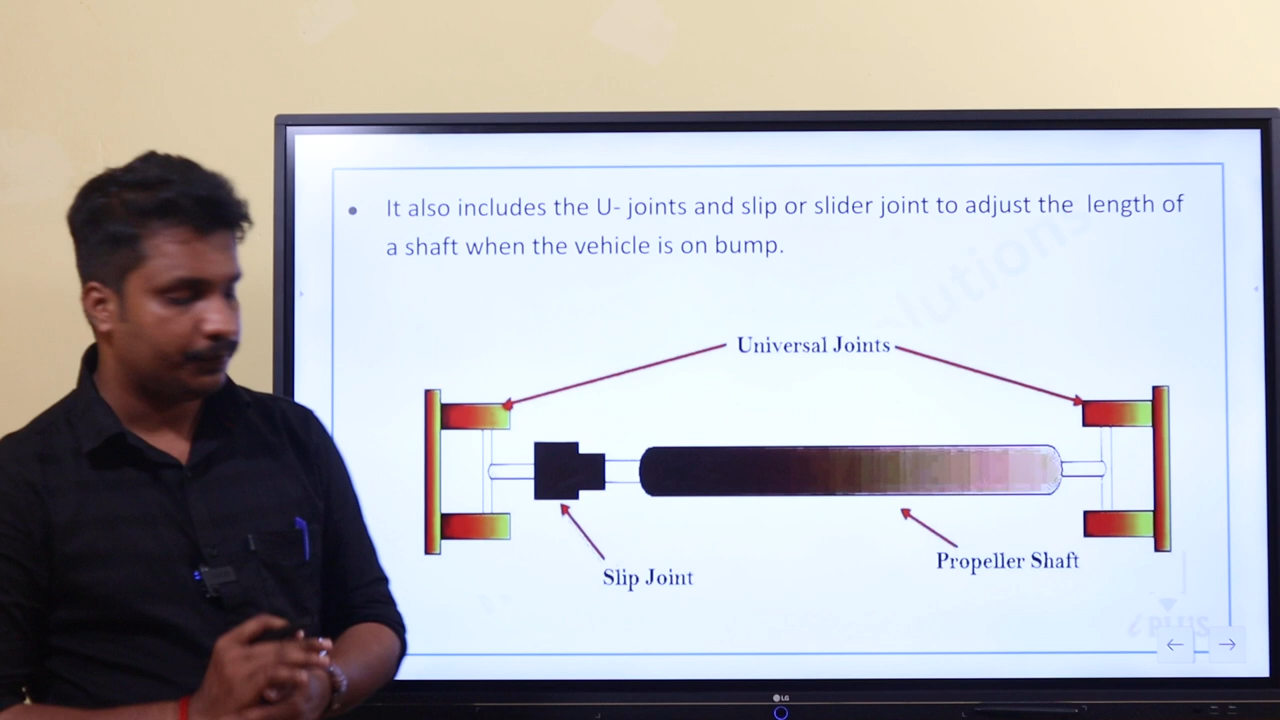 It also includes the U- joints and slip or slider joint to adjust the length of
a shaft when the vehicle is on bump.
Universal Joints
Slip Joint
Propeller Shaft
iPLUS
LG